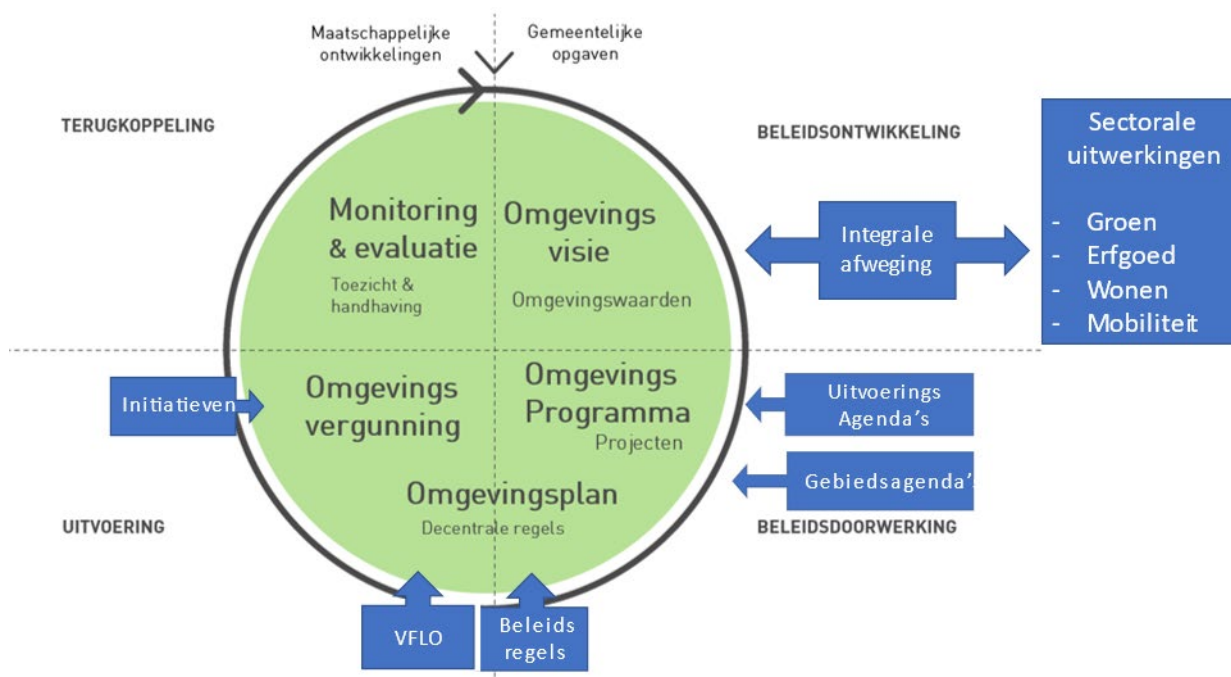 Maatschappelijke
ontwikkelingen
Gemeentelijke
opgaven
TERUGKOPPELING
BELEIDSONTWIKKELING
Sectorale
uitwerkingen
- Groen
- Erfgoed
- Wonen
- Mobiliteit
Monitoring
& evaluatie
Toezicht &
handhaving
Omgevings
visie
Omgevingswaarden
Integrale
afweging
Initiatieven
Omgevings
vergunning
Omgevings
Programma
Projecten
Uitvoerings
Agenda's
Gebiedsagenda's
Omgevingsplan
Decentrale regels
UITVOERING
BELEIDSDOORWERKING
VFLO
Beleids
regels